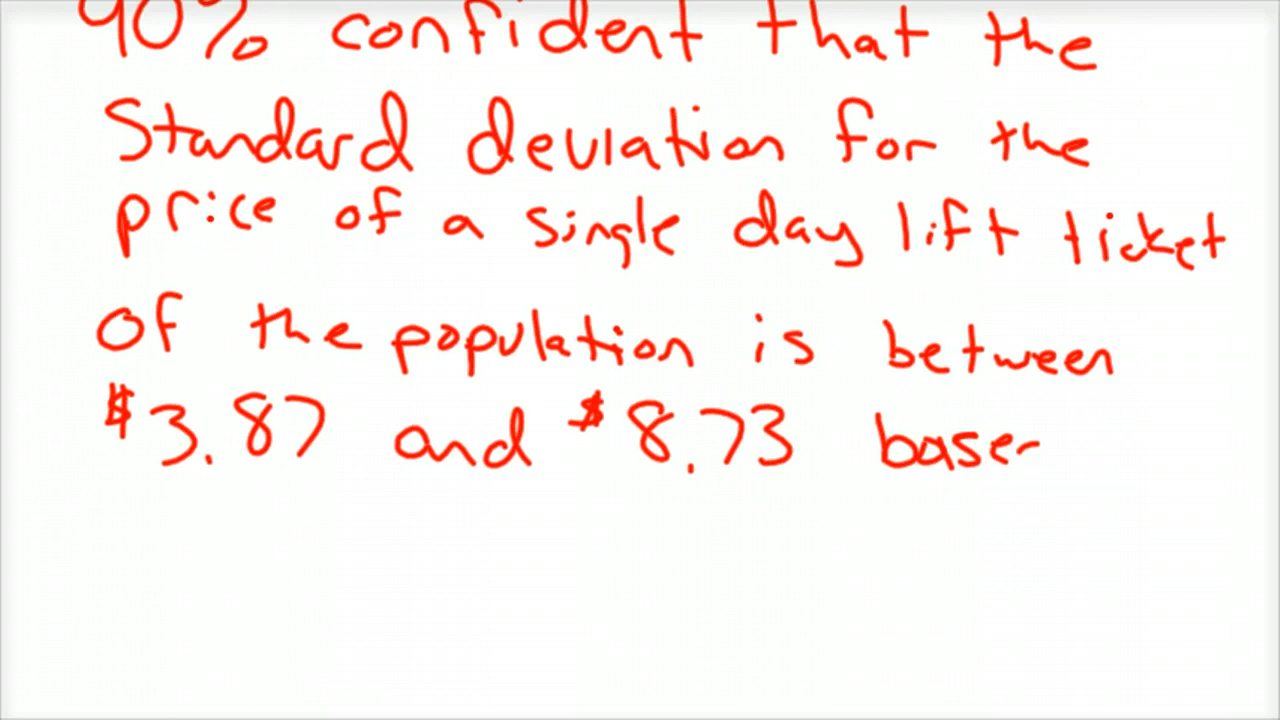 90% confident that the
Standard deviation for the
price of a single day lift ticket
of the population is between
$3.87 and $8.73 base